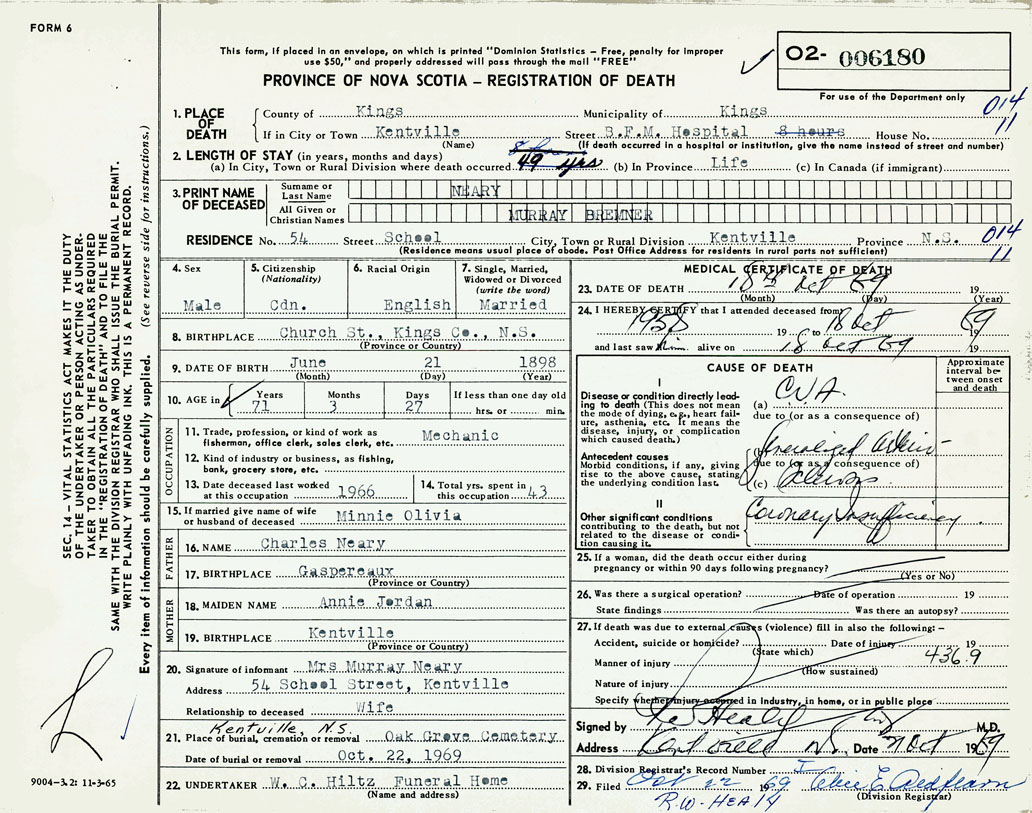 FORM 6
This form, if placed in an envelope, on which is printed "Dominion Statistics – Free, penalty for improper
use $50," and properly addressed will pass through the mail "FREE"
PROVINCE OF NOVA SCOTIA – REGISTRATION OF DEATH
02- 006180
For use of the Department only
014
11
1. PLACE OF DEATH
County of Kings Municipality of Kings
If in City or Town Kentville Street B.F.M. Hospital 8 hours House No.
(Name) (If death occurred in a hospital or institution, give the name instead of street and number)
2. LENGTH OF STAY (in years, months and days)
(a) In City, Town or Rural Division where death occurred 49 yrs (b) In Province Life (c) In Canada (if immigrant)
3. PRINT NAME OF DECEASED
Surname or Last Name NEARY
All Given or Christian Names MURRAY BREMNER
RESIDENCE No. 54 Street School City, Town or Rural Division Kentville Province N.S. 014
11
(Residence means usual place of abode. Post Office Address for residents in rural parts not sufficient)
4. Sex
Male
5. Citizenship
(Nationality)
Cdn.
6. Racial Origin
English
7. Single, Married, Widowed or Divorced
(write the word)
Married
8. BIRTHPLACE Church St., Kings Co., N.S.
(Province or Country)
9. DATE OF BIRTH June 21 1898
(Month) (Day) (Year)
10. AGE in Years 71 Months 3 Days 27 If less than one day old
hrs. or min.
OCCUPATION
11. Trade, profession, or kind of work as
fisherman, office clerk, sales clerk, etc. Mechanic
12. Kind of industry or business, as fishing,
bank, grocery store, etc.
13. Date deceased last worked
at this occupation 1966
14. Total yrs. spent in
this occupation 43
15. If married give name of wife
or husband of deceased Minnie Olivia
FATHER
16. NAME Charles Neary
17. BIRTHPLACE Gaspereaux
(Province or Country)
MOTHER
18. MAIDEN NAME Annie Jordan
19. BIRTHPLACE Kentville
(Province or Country)
20. Signature of informant Mrs Murray Neary
Address 54 School Street, Kentville
Relationship to deceased Wife
Kentville, N.S.
21. Place of burial, cremation or removal Oak Grove Cemetery
Date of burial or removal Oct. 22, 1969
22. UNDERTAKER W. C. Hiltz Funeral Home
(Name and address)
MEDICAL CERTIFICATE OF DEATH
23. DATE OF DEATH 18th Oct 69 19
(Month) (Day) (Year)
24. I HEREBY CERTIFY that I attended deceased from
1958 19 to 18 Oct 69 19
and last saw him alive on 18 Oct 69 19
CAUSE OF DEATH
Approximate interval between onset and death
I
Disease or condition directly leading to death (This does not mean the mode of dying, e.g., heart failure, asthenia, etc. It means the disease, injury, or complication which caused death.)
(a) CVA
due to (or as a consequence of)
Antecedent causes
Morbid conditions, if any, giving rise to the above cause, stating the underlying condition last.
(b) Generalized Arterio-
due to (or as a consequence of)
(c) sclerosis
II
Other significant conditions contributing to the death, but not related to the disease or condition causing it.
Coronary Insufficiency
25. If a woman, did the death occur either during
pregnancy or within 90 days following pregnancy?
(Yes or No)
26. Was there a surgical operation? Date of operation 19
State findings Was there an autopsy?
27. If death was due to external causes (violence) fill in also the following: –
Accident, suicide or homicide? Date of injury 19
(State which)
436.9
Manner of injury
(How sustained)
Nature of injury
Specify whether injury occurred in Industry, in home, or in public place
Signed by Healy M.D.
Address Kentville N.S. Date Oct 1969
28. Division Registrar's Record Number
29. Filed Oct 22 1969
(Division Registrar)
R.W. HEALY
SEC. 14 – VITAL STATISTICS ACT MAKES IT THE DUTY
OF THE UNDERTAKER OR PERSON ACTING AS UNDER-
TAKER TO OBTAIN ALL THE PARTICULARS REQUIRED
IN THE "REGISTRATION OF DEATH" AND TO FILE THE
SAME WITH THE DIVISION REGISTRAR WHO SHALL ISSUE THE BURIAL PERMIT.
WRITE PLAINLY WITH UNFADING INK. THIS IS A PERMANENT RECORD.
Every item of information should be carefully supplied. (See reverse side for instructions.)
9004–3.2: 11-3-65